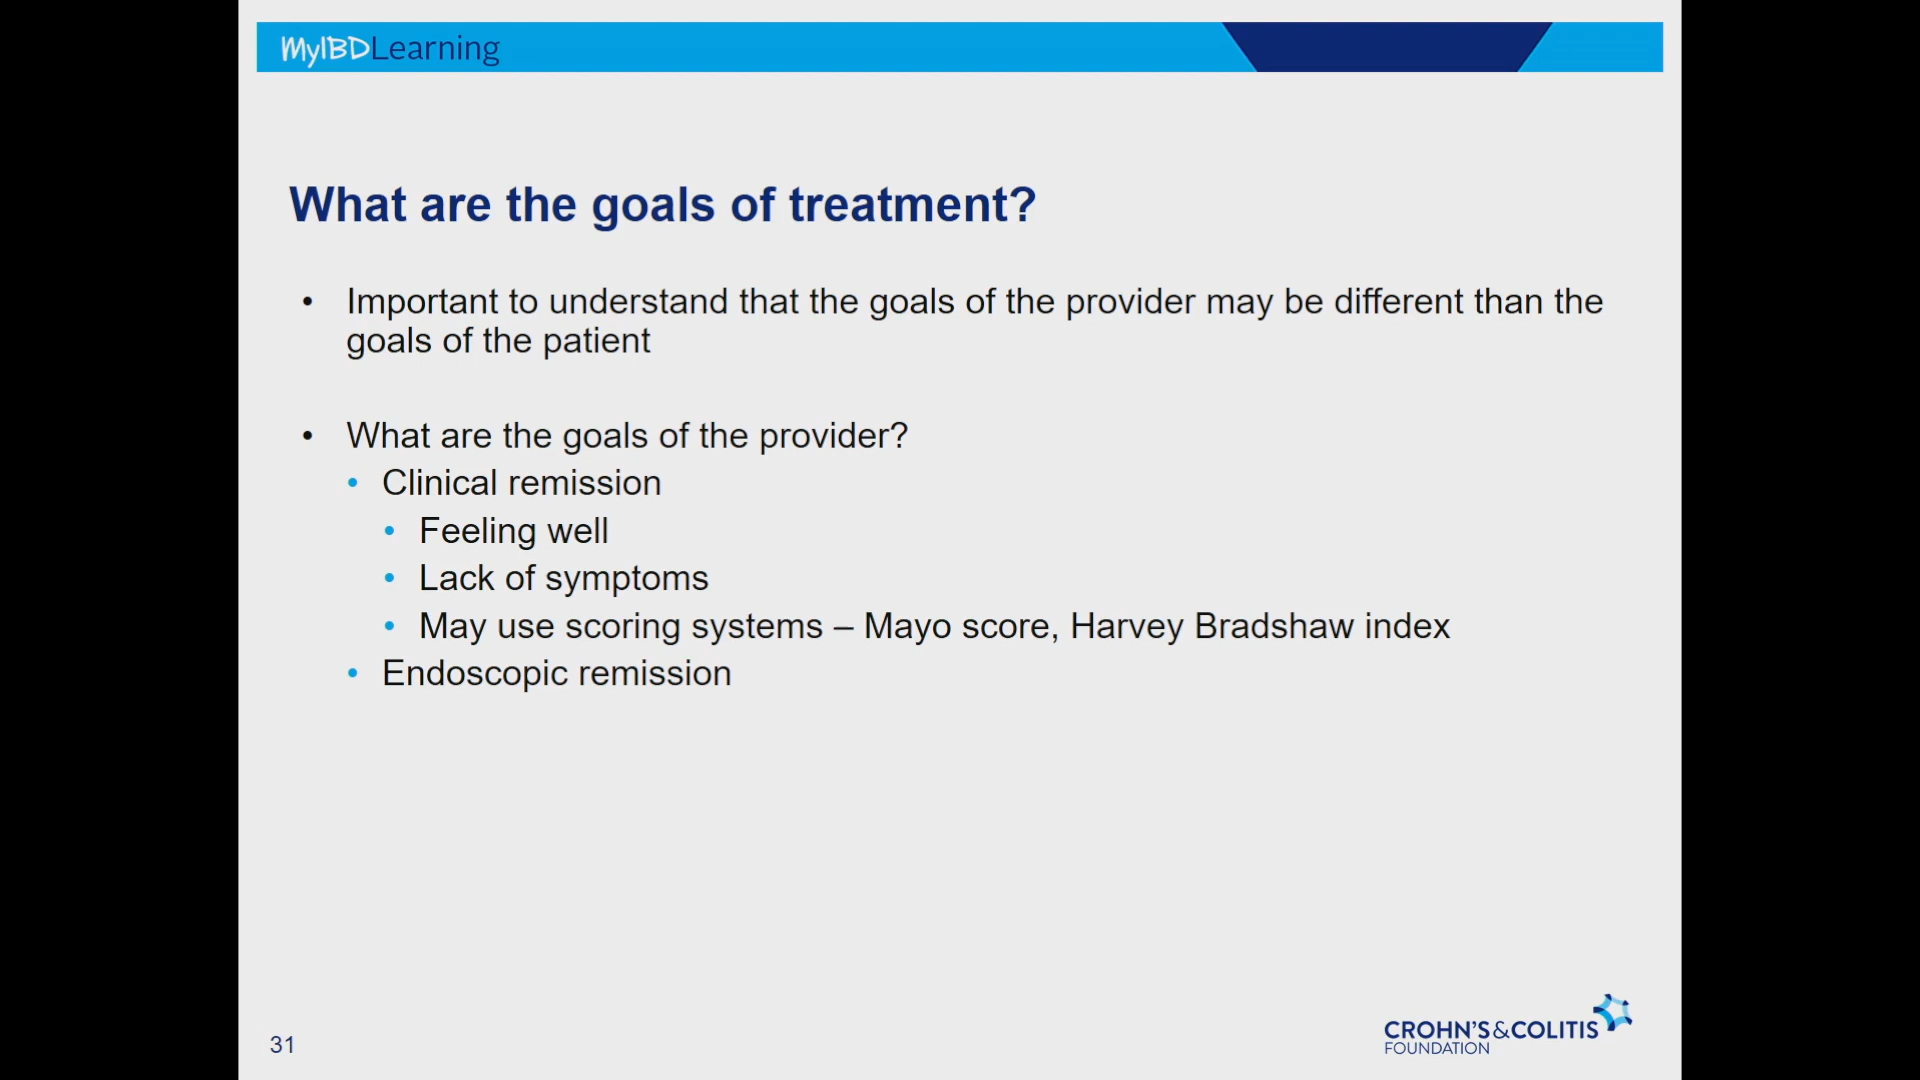 MyIBDLearning
What are the goals of treatment?
• Important to understand that the goals of the provider may be different than the
goals of the patient
• What are the goals of the provider?
• Clinical remission
• Feeling well
• Lack of symptoms
• May use scoring systems – Mayo score, Harvey Bradshaw index
• Endoscopic remission
31
CROHN'S&COLITIS
FOUNDATION